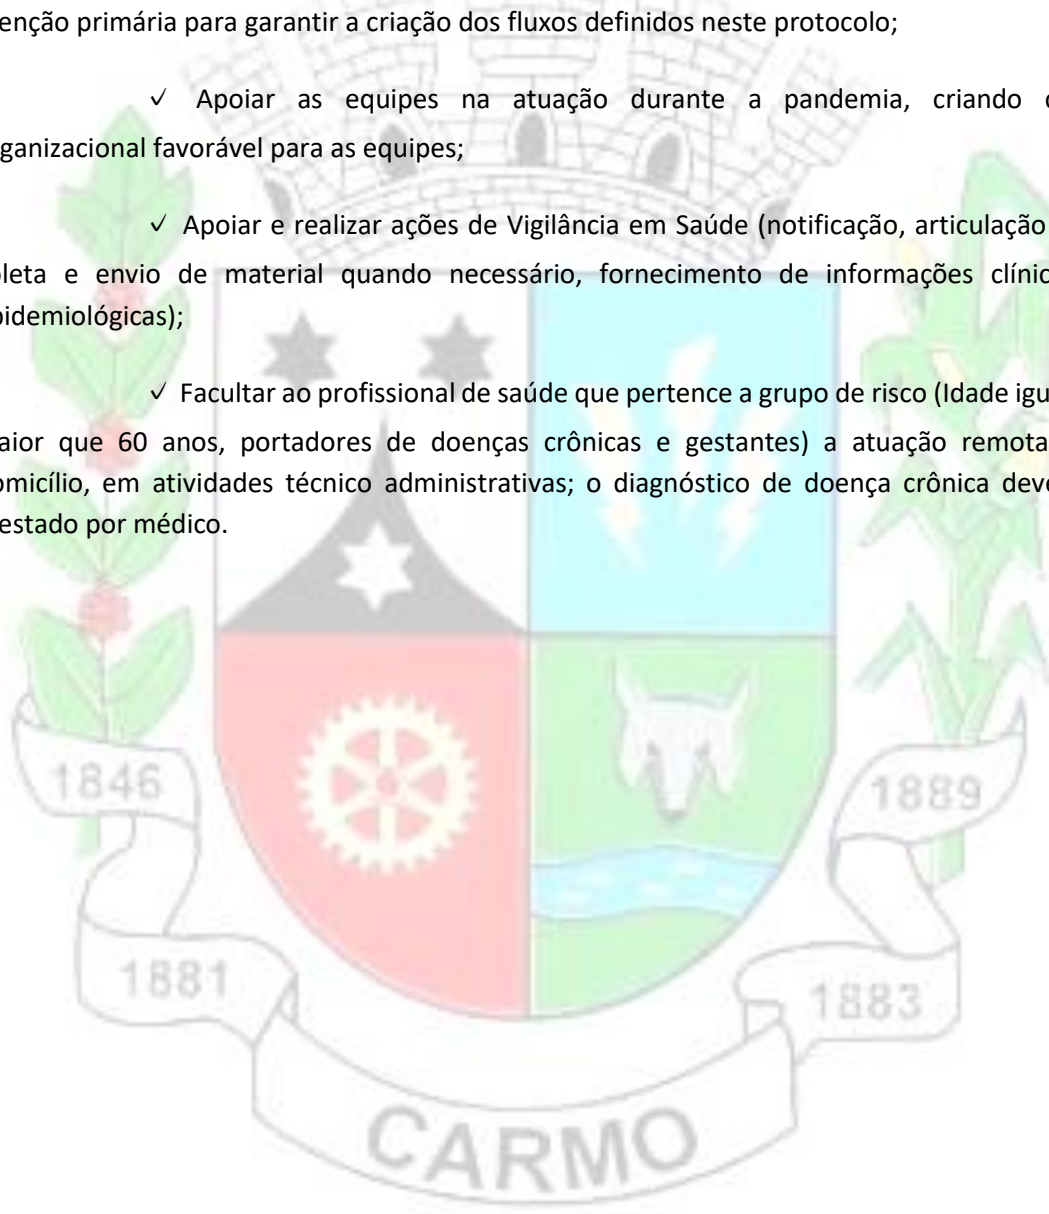 enção primária para garantir a criação dos fluxos definidos neste protocolo;
✓ Apoiar as equipes na atuação durante a pandemia, criando
ganizacional favorável para as equipes;
✓ Apoiar e realizar ações de Vigilância em Saúde (notificação, articulação
leta e envio de material quando necessário, fornecimento de informações clínic
idemiológicas);
✓ Facultar ao profissional de saúde que pertence a grupo de risco (Idade igu
aior que 60 anos, portadores de doenças crônicas e gestantes) a atuação remota
omicílio, em atividades técnico administrativas; o diagnóstico de doença crônica deve
estado por médico.
1846
1889
1881
1883
CARMO